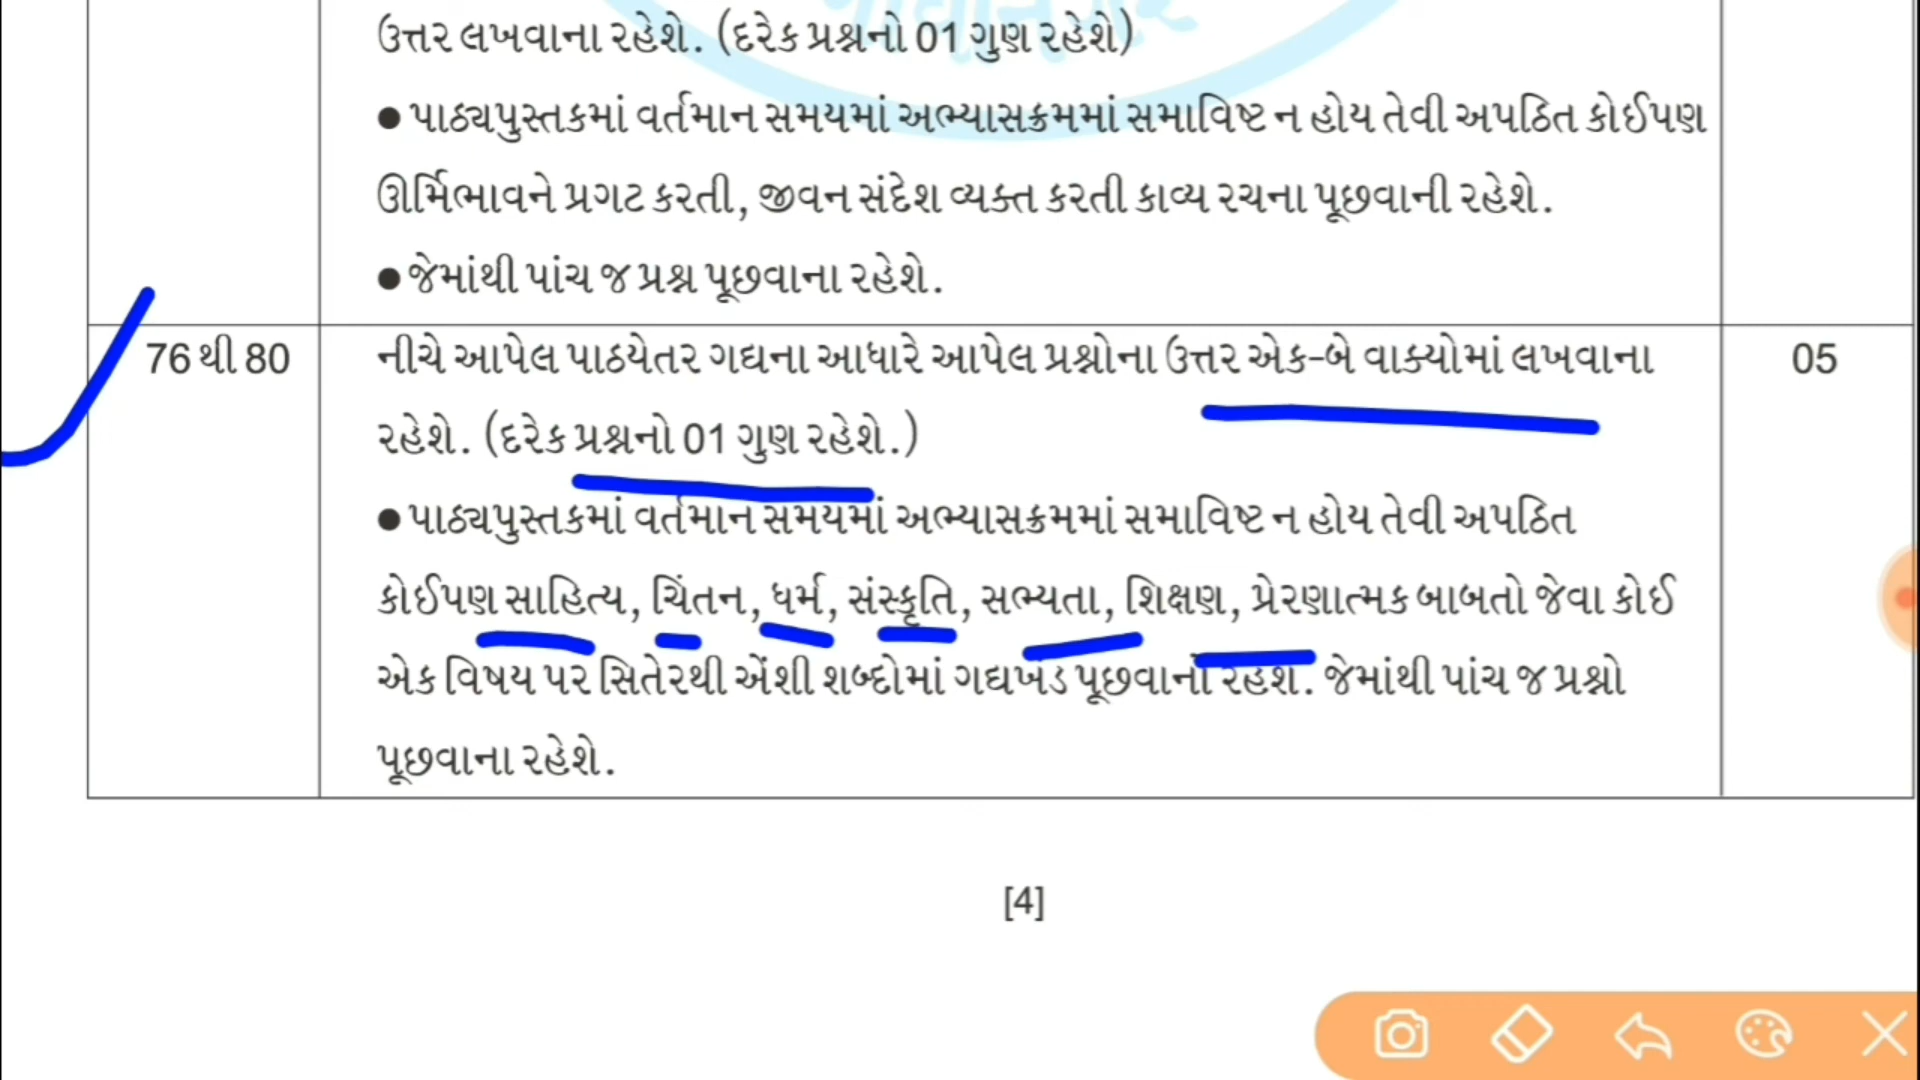 ઉત્તર લખવાના રહેશે. (દરેક પ્રશ્નનો 01 ગુણ રહેશે)
● પાઠ્યપુસ્તકમાં વર્તમાન સમયમાં અભ્યાસક્રમમાં સમાવિષ્ટ ન હોય તેવી અપઠિત કોઈપણ
ઊર્મિભાવને પ્રગટ કરતી, જીવન સંદેશ વ્યક્ત કરતી કાવ્ય રચના પૂછવાની રહેશે.
● જેમાંથી પાંચ જ પ્રશ્ન પૂછવાના રહેશે.
76 થી 80 નીચે આપેલ પાઠયેતર ગદ્યના આધારે આપેલ પ્રશ્નોના ઉત્તર એક-બે વાક્યોમાં લખવાના 05
રહેશે. (દરેક પ્રશ્નનો 01 ગુણ રહેશે.)
● પાઠ્યપુસ્તકમાં વર્તમાન સમયમાં અભ્યાસક્રમમાં સમાવિષ્ટ ન હોય તેવી અપઠિત
કોઈપણ સાહિત્ય, ચિંતન, ધર્મ, સંસ્કૃતિ, સભ્યતા, શિક્ષણ, પ્રેરણાત્મક બાબતો જેવા કોઈ
એક વિષય પર સિતેરથી એંશી શબ્દોમાં ગદ્યખંડ પૂછવાનો રહેશે. જેમાંથી પાંચ જ પ્રશ્નો
પૂછવાના રહેશે.
[4]